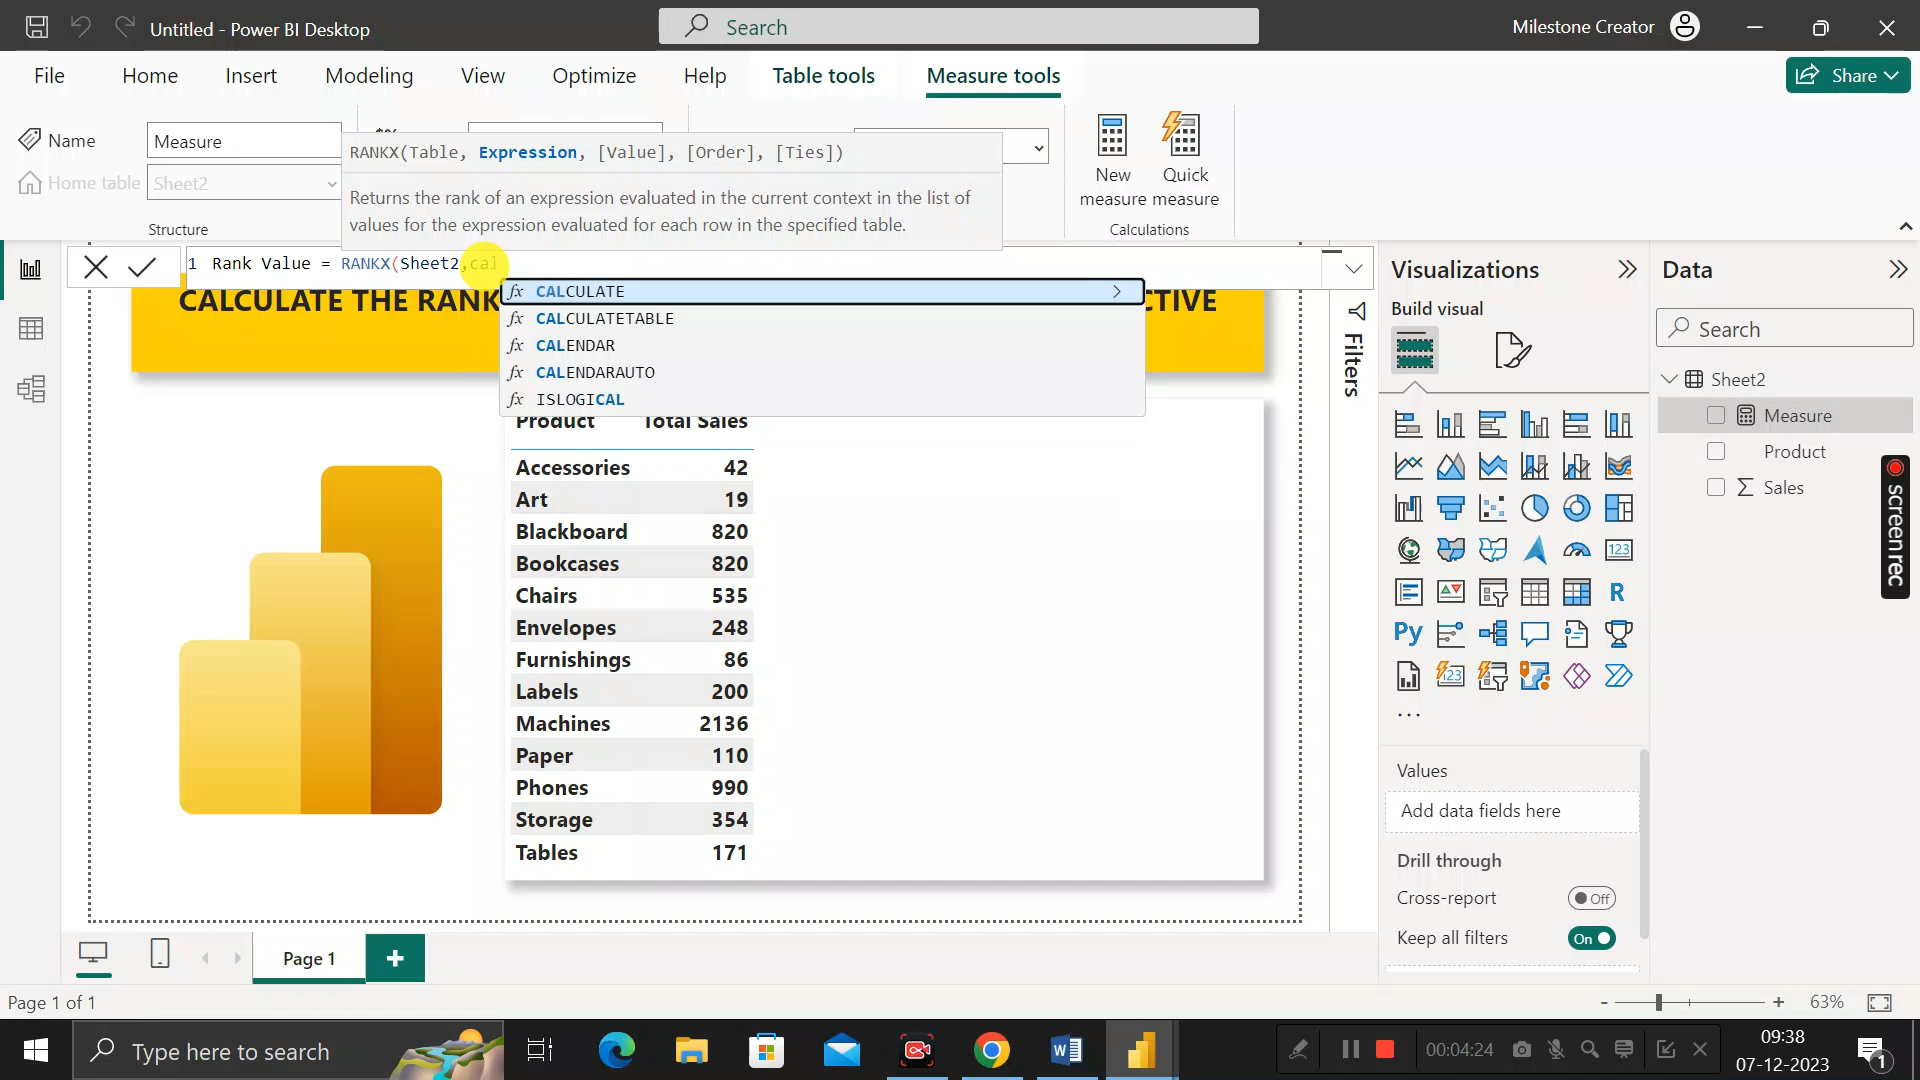 Untitled - Power BI Desktop
Search
Milestone Creator
File Home Insert Modeling View Optimize Help Table tools Measure tools
Share
Name
Measure
Home table
Sheet2
Structure
RANKX(Table, Expression, [Value], [Order], [Ties])
Returns the rank of an expression evaluated in the current context in the list of
values for the expression evaluated for each row in the specified table.
New
measure
Quick
measure
Calculations
1 Rank Value = RANKX(Sheet2,cal
CALCULATE
CALCULATETABLE
CALENDAR
CALENDARAUTO
ISLOGICAL
CALCULATE THE RANK
Product Total Sales
Accessories 42
Art 19
Blackboard 820
Bookcases 820
Chairs 535
Envelopes 248
Furnishings 86
Labels 200
Machines 2136
Paper 110
Phones 990
Storage 354
Tables 171
Filters
Visualizations
Build visual
123
R
Py
123
Values
Add data fields here
Drill through
Cross-report
Off
Keep all filters
On
Data
Search
Sheet2
Measure
Product
Sales
screen rec
Page 1
Page 1 of 1
63%
Type here to search
00:04:24
09:38
07-12-2023
1